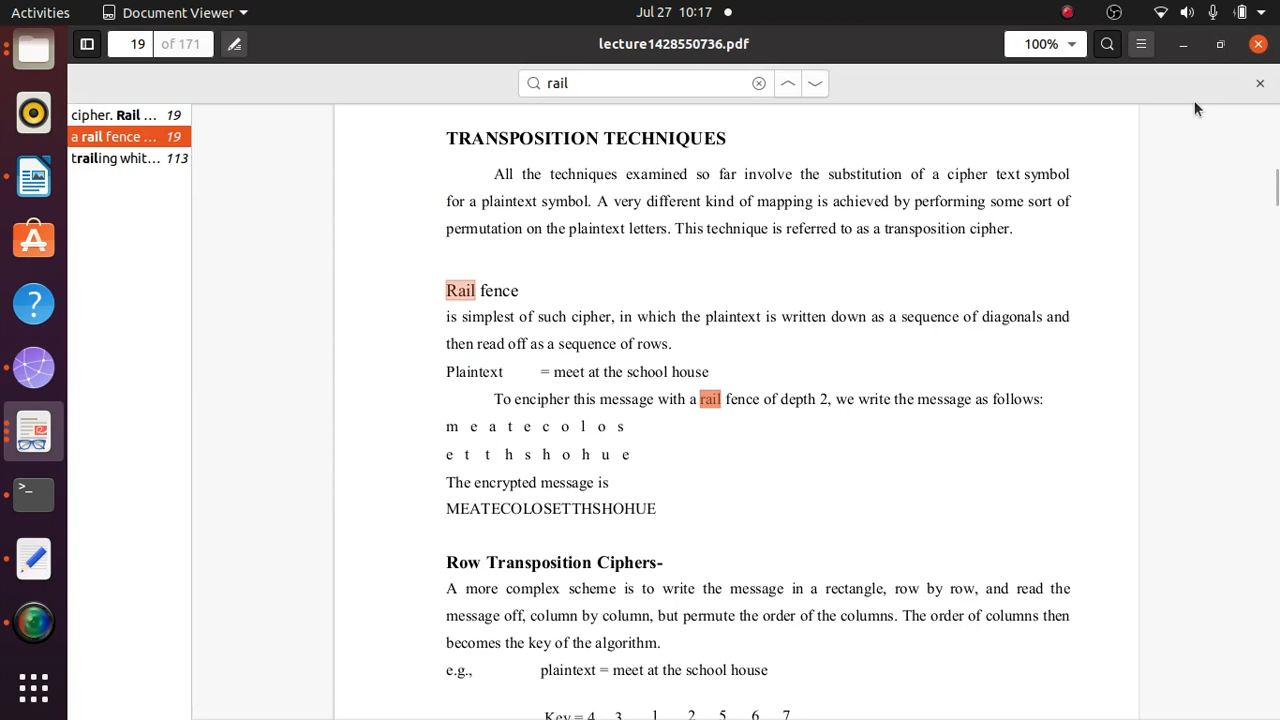 Activities
Document Viewer
Jul 27 10:17
19 of 171
lecture1428550736.pdf
100%
rail
cipher. Rail ... 19
a rail fence ... 19
trailing whit... 113
TRANSPOSITION TECHNIQUES
All the techniques examined so far involve the substitution of a cipher text symbol
for a plaintext symbol. A very different kind of mapping is achieved by performing some sort of
permutation on the plaintext letters. This technique is referred to as a transposition cipher.
Rail fence
is simplest of such cipher, in which the plaintext is written down as a sequence of diagonals and
then read off as a sequence of rows.
Plaintext = meet at the school house
To encipher this message with a rail fence of depth 2, we write the message as follows:
m e a t e c o l o s
e t t h s h o h u e
The encrypted message is
MEATECOLOSETTHSHOHUE
Row Transposition Ciphers-
A more complex scheme is to write the message in a rectangle, row by row, and read the
message off, column by column, but permute the order of the columns. The order of columns then
becomes the key of the algorithm.
e.g., plaintext = meet at the school house
Key = 4 3 1 2 5 6 7